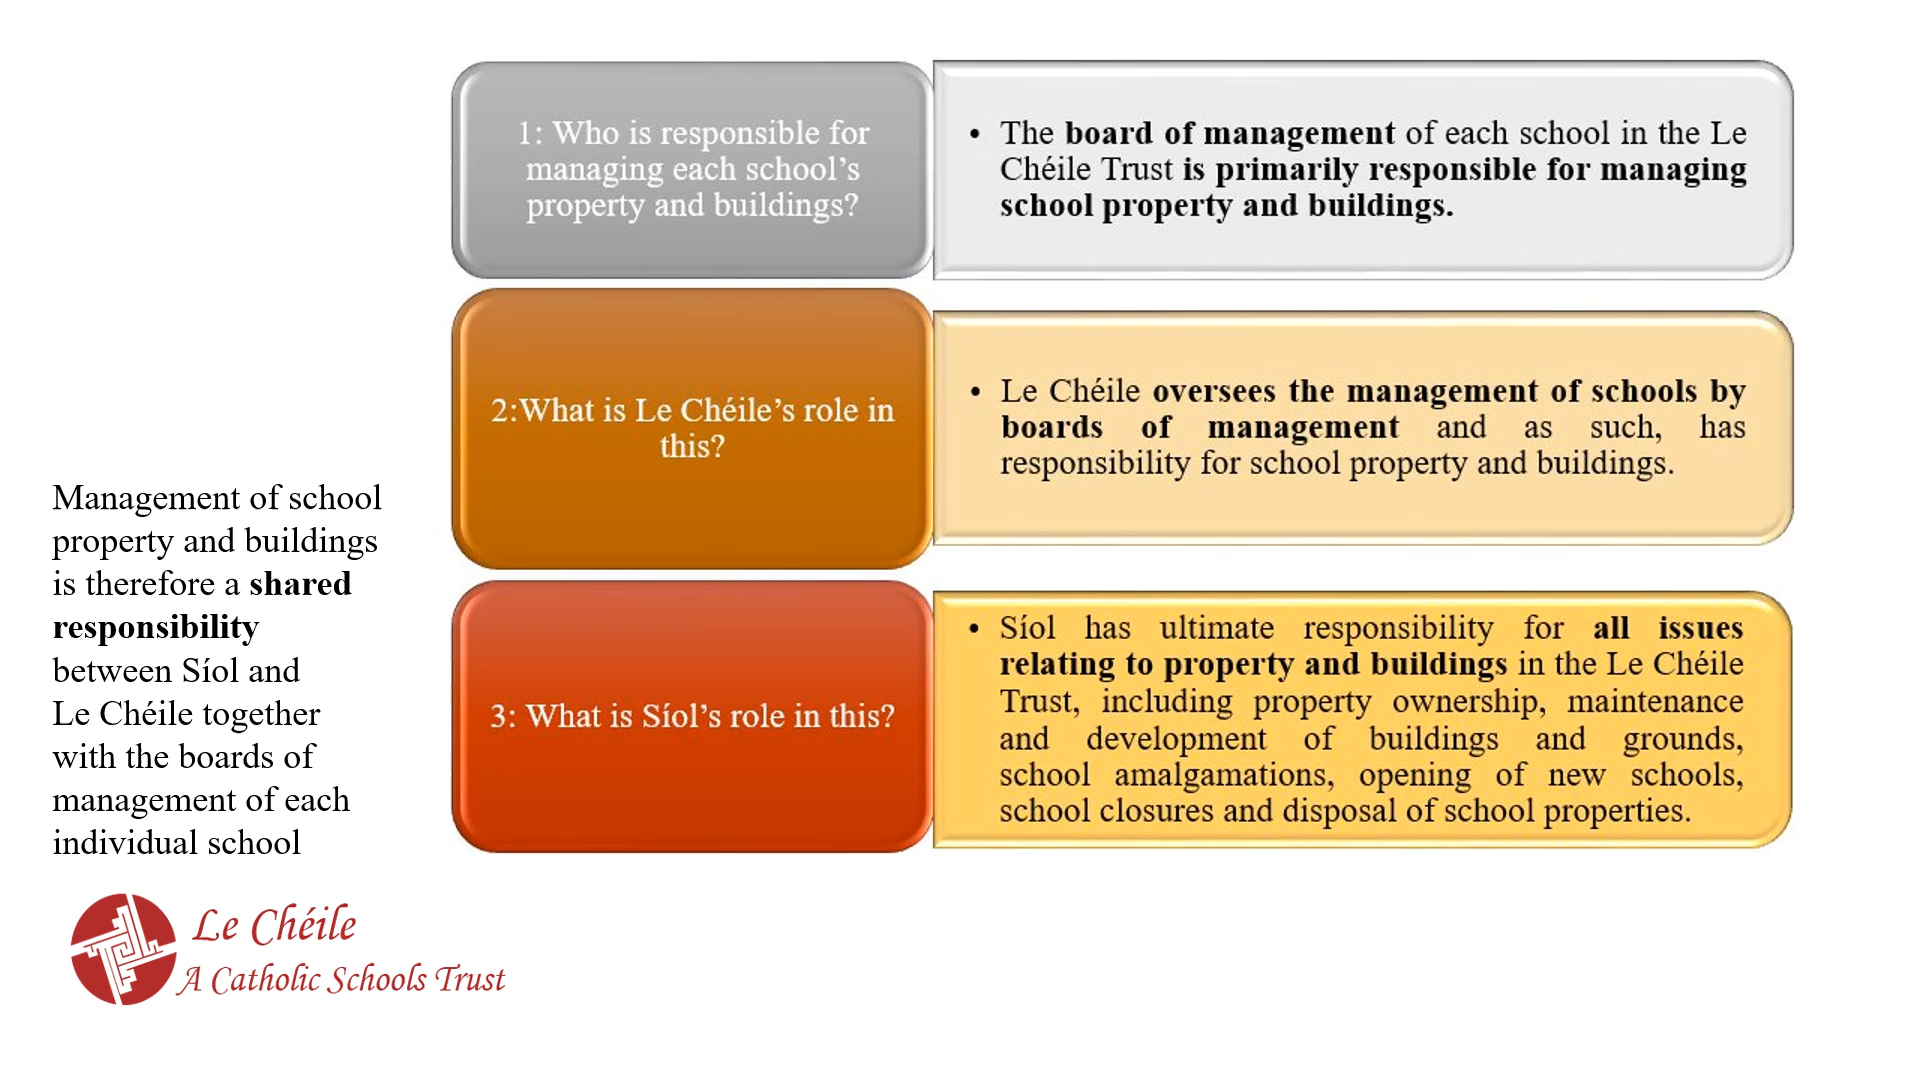 1: Who is responsible for
managing each school’s
property and buildings?
• The board of management of each school in the Le
Chéile Trust is primarily responsible for managing
school property and buildings.
2:What is Le Chéile’s role in
this?
• Le Chéile oversees the management of schools by
boards of management and as such, has
responsibility for school property and buildings.
3: What is Síol’s role in this?
• Síol has ultimate responsibility for all issues
relating to property and buildings in the Le Chéile
Trust, including property ownership, maintenance
and development of buildings and grounds,
school amalgamations, opening of new schools,
school closures and disposal of school properties.
Management of school
property and buildings
is therefore a shared
responsibility
between Síol and
Le Chéile together
with the boards of
management of each
individual school
Le Chéile
A Catholic Schools Trust